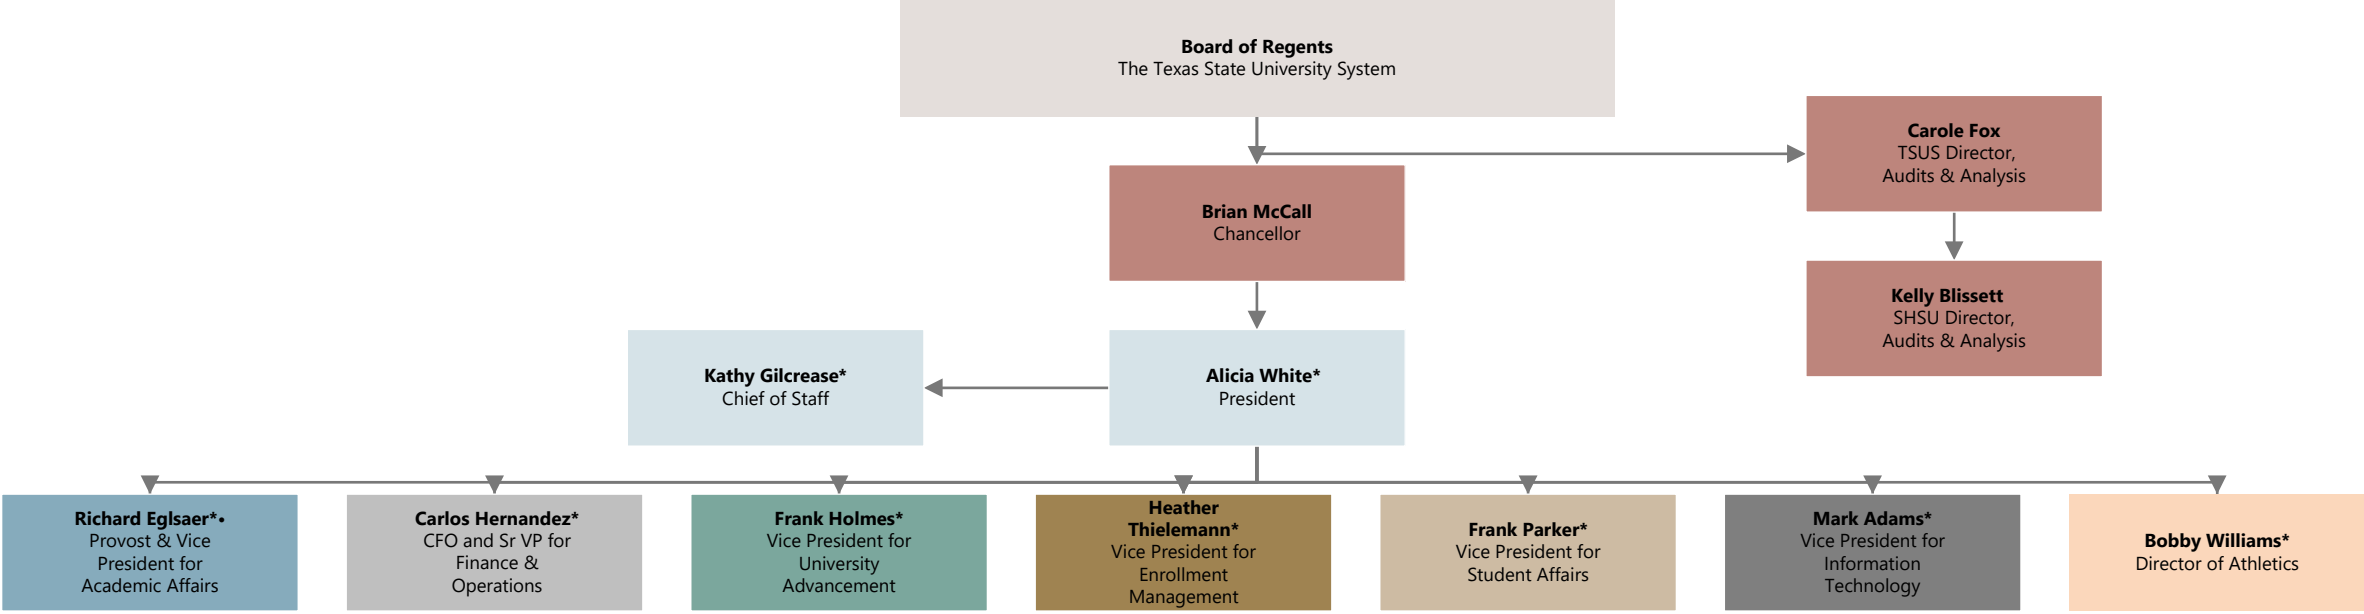 Board of Regents
The Texas State University System
Carole Fox
TSUS Director,
Audits & Analysis
Brian McCall
Chancellor
Kelly Blissett
SHSU Director,
Audits & Analysis
Kathy Gilcrease*
Chief of Staff
Alicia White*
President
Richard Eglsaer*•
Provost & Vice
President for
Academic Affairs
Carlos Hernandez*
CFO and Sr VP for
Finance &
Operations
Frank Holmes*
Vice President for
University
Advancement
Heather
Thielemann*
Vice President for
Enrollment
Management
Frank Parker*
Vice President for
Student Affairs
Mark Adams*
Vice President for
Information
Technology
Bobby Williams*
Director of Athletics